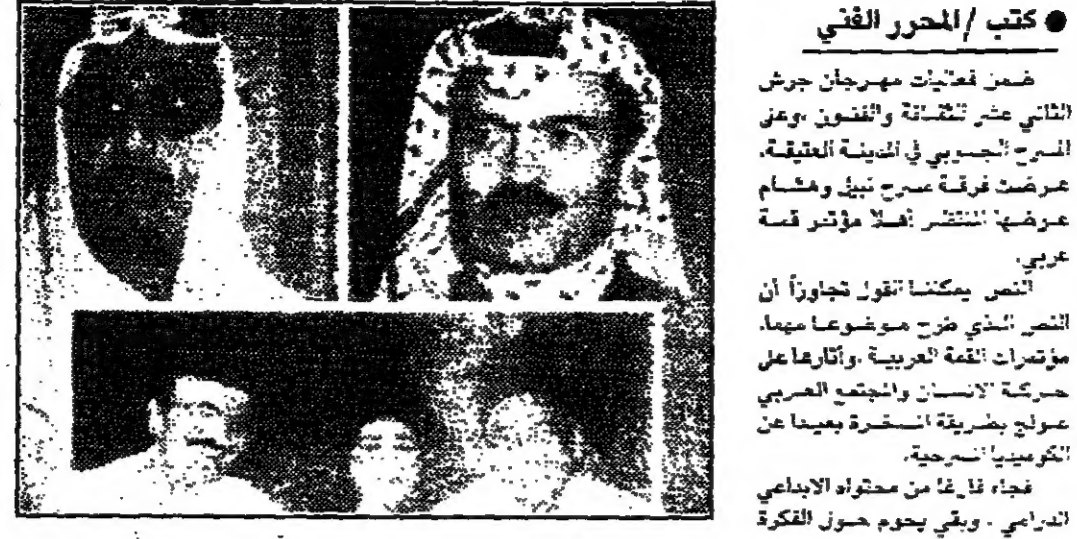 ● كتب / المحرر الفني
ضمن فعاليات مهرجان جرش
الثاني عشر للثقافة والفنون ،وعلى
المسرح الجنوبي في المدينة العتيقة،
عرضت فرقة مسرح نبيل وهشام
عرضها المنتظر أهلا مؤتمر قمة
عربي.
النص يمكننا القول تجاوزاً أن
النص الذي طرح موضوعا مهما،
مؤتمرات القمة العربية ،وأثارها على
حركة الانسان والمجتمع العربي
عولج بطريقة المسخرة بعيدا عن
الكوميديا المسرحية،
فجاء فارغا من محتواه الابداعي
الدرامي ، وبقي يحوم حول الفكرة